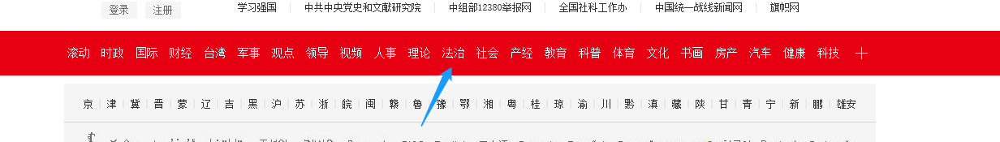 登录 注册 学习强国 中共中央党史和文献研究院 中组部12380举报网 全国社科工作办 中国统一战线新闻网 旗帜网
滚动 时政 国际 财经 台湾 军事 观点 领导 视频 人事 理论 法治 社会 产经 教育 科普 体育 文化 书画 房产 汽车 健康 科技 +
京 津 冀 晋 蒙 辽 吉 黑 沪 苏 浙 皖 闽 赣 鲁 豫 鄂 湘 粤 桂 琼 渝 川 黔 滇 藏 陕 甘 青 宁 新 鹏 雄安